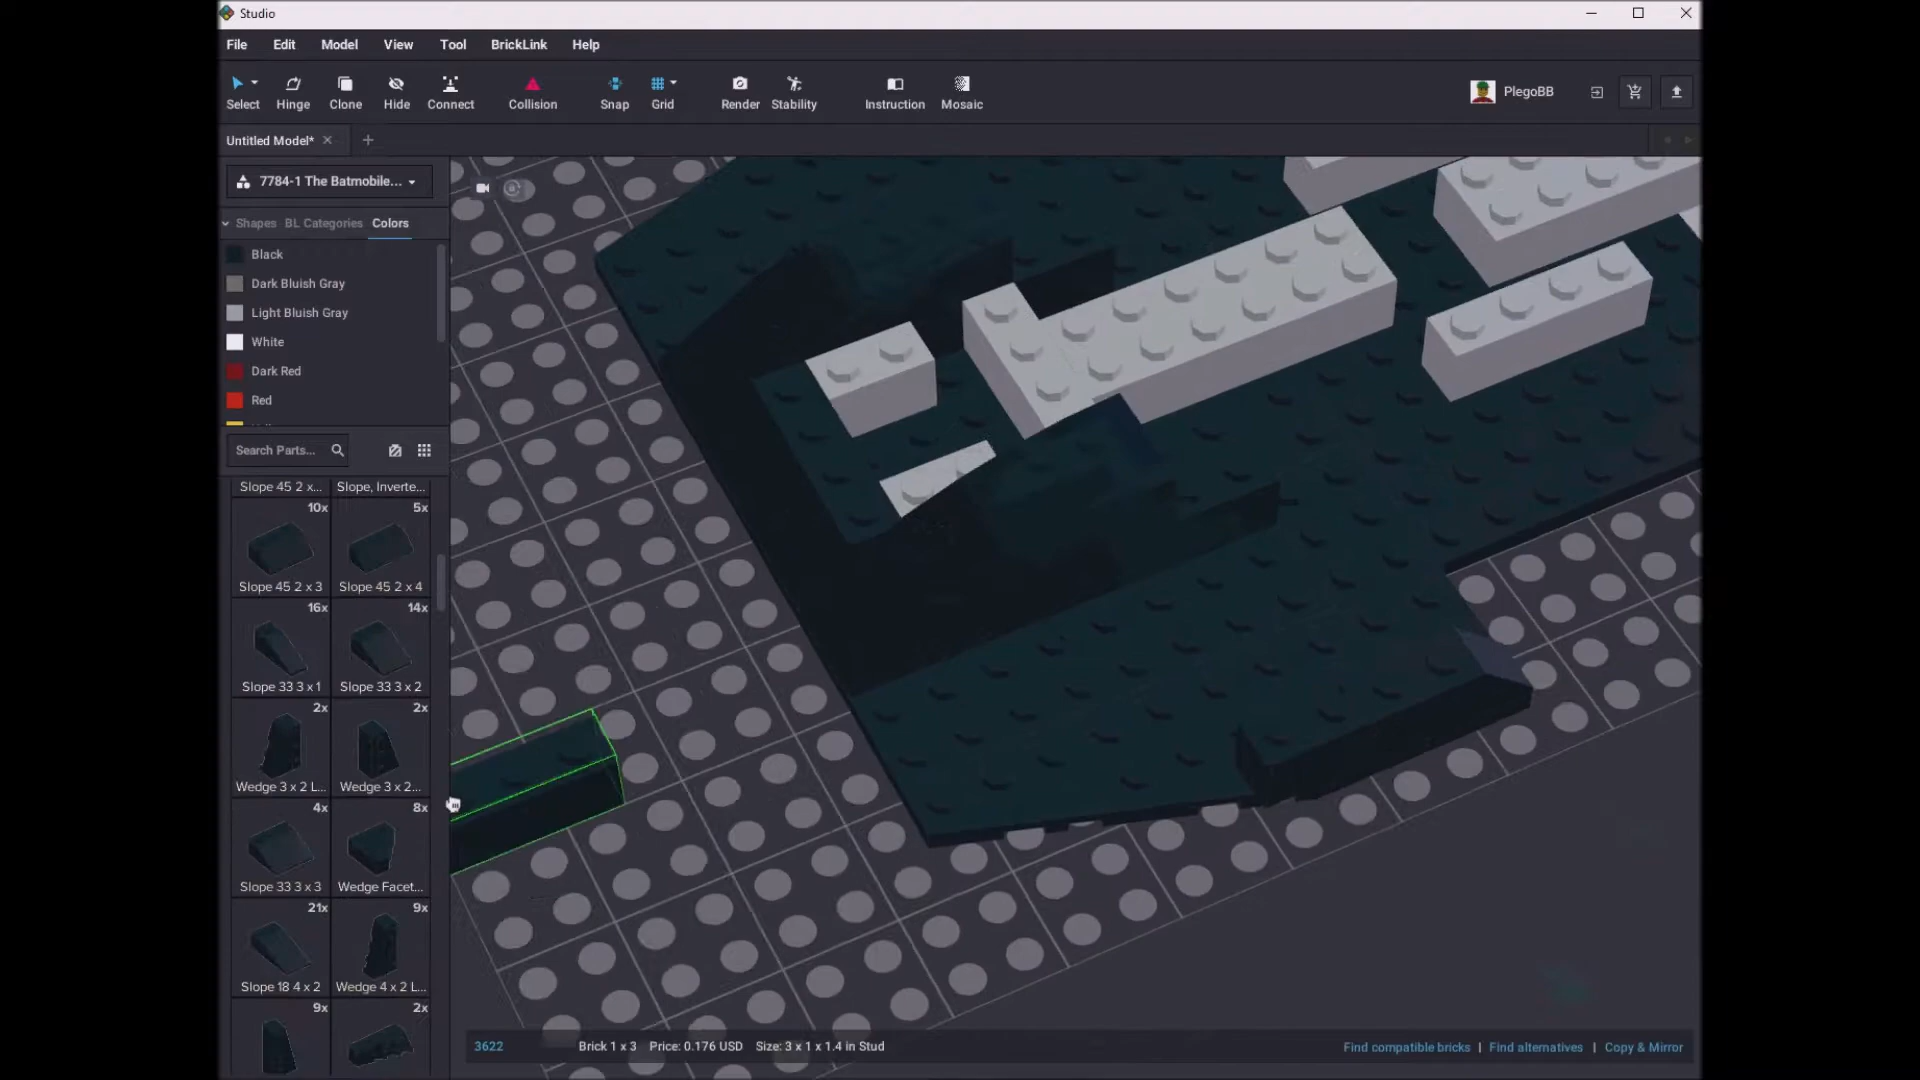 Studio
File Edit Model View Tool BrickLink Help
Select Hinge Clone Hide Connect Collision Snap Grid Render Stability Instruction Mosaic PlegoBB
Untitled Model*
7784-1 The Batmobile...
Shapes BL Categories Colors
Black
Dark Bluish Gray
Light Bluish Gray
White
Dark Red
Red
Search Parts...
Slope 45 2 x... Slope, Inverte...
10x 5x
Slope 45 2 x 3 Slope 45 2 x 4
16x 14x
Slope 33 3 x 1 Slope 33 3 x 2
2x 2x
Wedge 3 x 2 L... Wedge 3 x 2...
4x 8x
Slope 33 3 x 3 Wedge Facet...
21x 9x
Slope 18 4 x 2 Wedge 4 x 2 L...
9x 2x
3622 Brick 1 x 3 Price: 0.176 USD Size: 3 x 1 x 1.4 in Stud Find compatible bricks | Find alternatives | Copy & Mirror